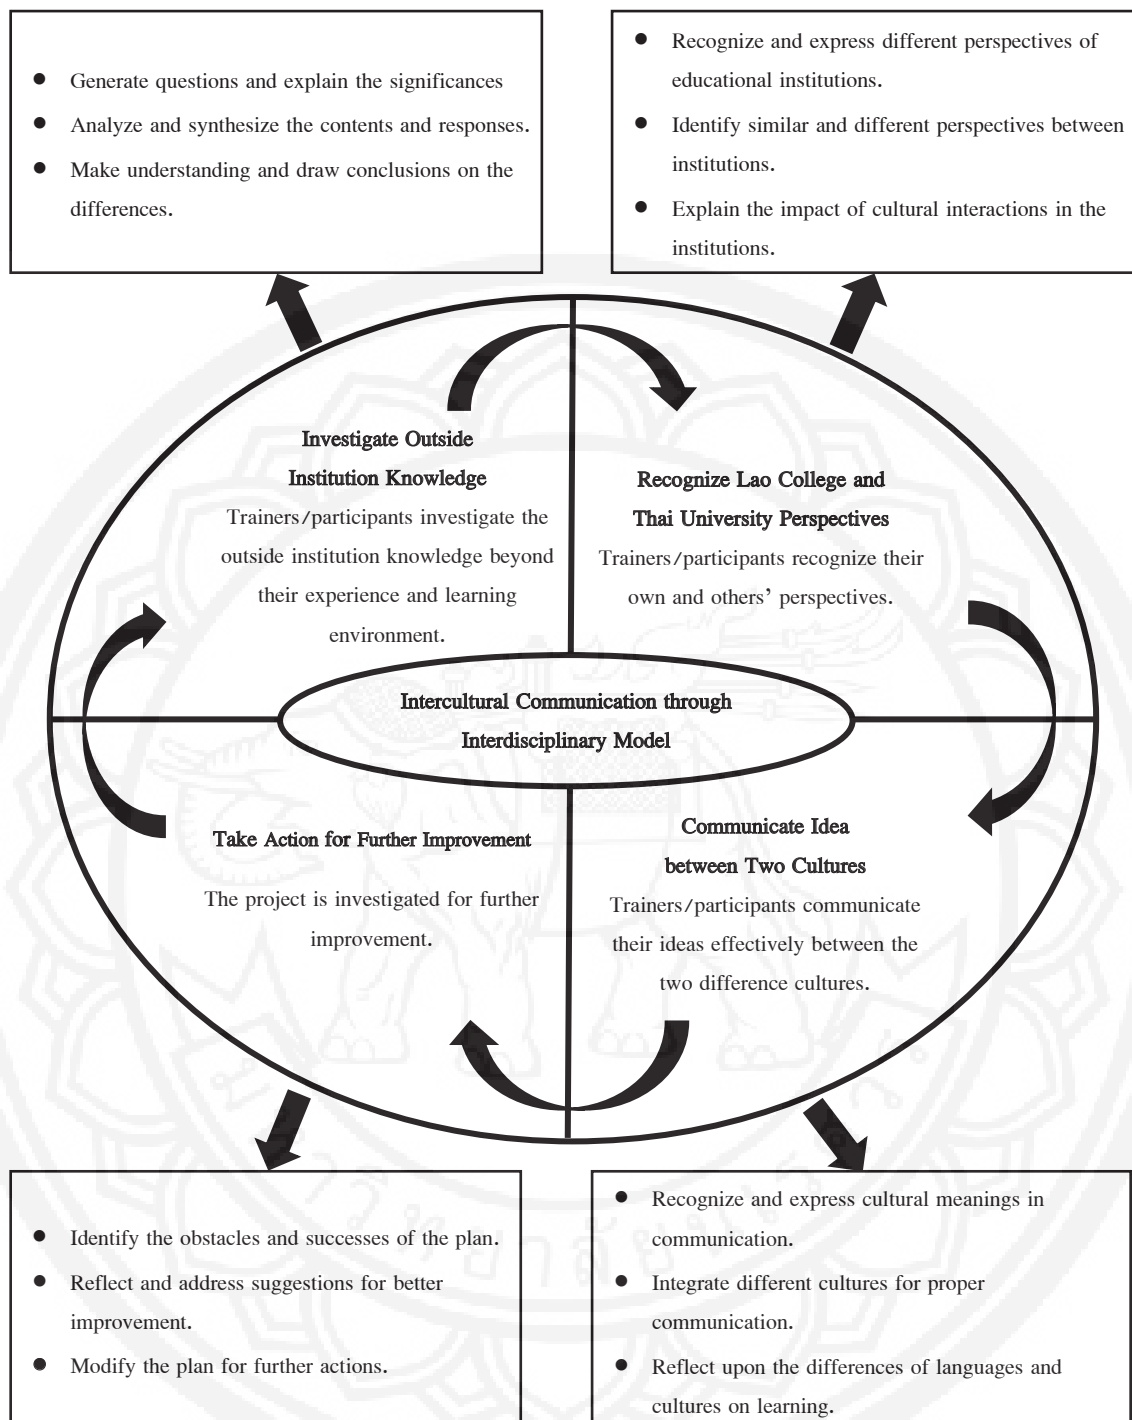 ● Generate questions and explain the significances
● Analyze and synthesize the contents and responses.
● Make understanding and draw conclusions on the
differences.
● Recognize and express different perspectives of
educational institutions.
● Identify similar and different perspectives between
institutions.
● Explain the impact of cultural interactions in the
institutions.
Investigate Outside
Institution Knowledge
Trainers/participants investigate the
outside institution knowledge beyond
their experience and learning
environment.
Recognize Lao College and
Thai University Perspectives
Trainers/participants recognize their
own and others’ perspectives.
Intercultural Communication through
Interdisciplinary Model
Take Action for Further Improvement
The project is investigated for further
improvement.
Communicate Idea
between Two Cultures
Trainers/participants communicate
their ideas effectively between the
two difference cultures.
● Identify the obstacles and successes of the plan.
● Reflect and address suggestions for better
improvement.
● Modify the plan for further actions.
● Recognize and express cultural meanings in
communication.
● Integrate different cultures for proper
communication.
● Reflect upon the differences of languages and
cultures on learning.